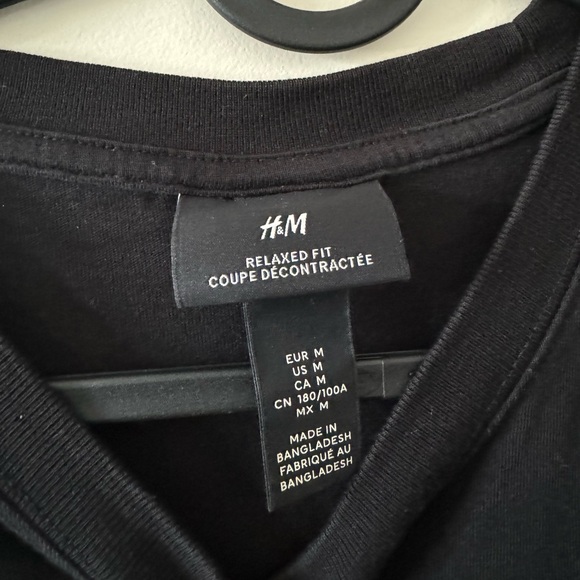 H&M
RELAXED FIT
COUPE DÉCONTRACTÉE
EUR M
US M
CA M
CN 180/100A
MX M
MADE IN
BANGLADESH
FABRIQUÉ AU
BANGLADESH